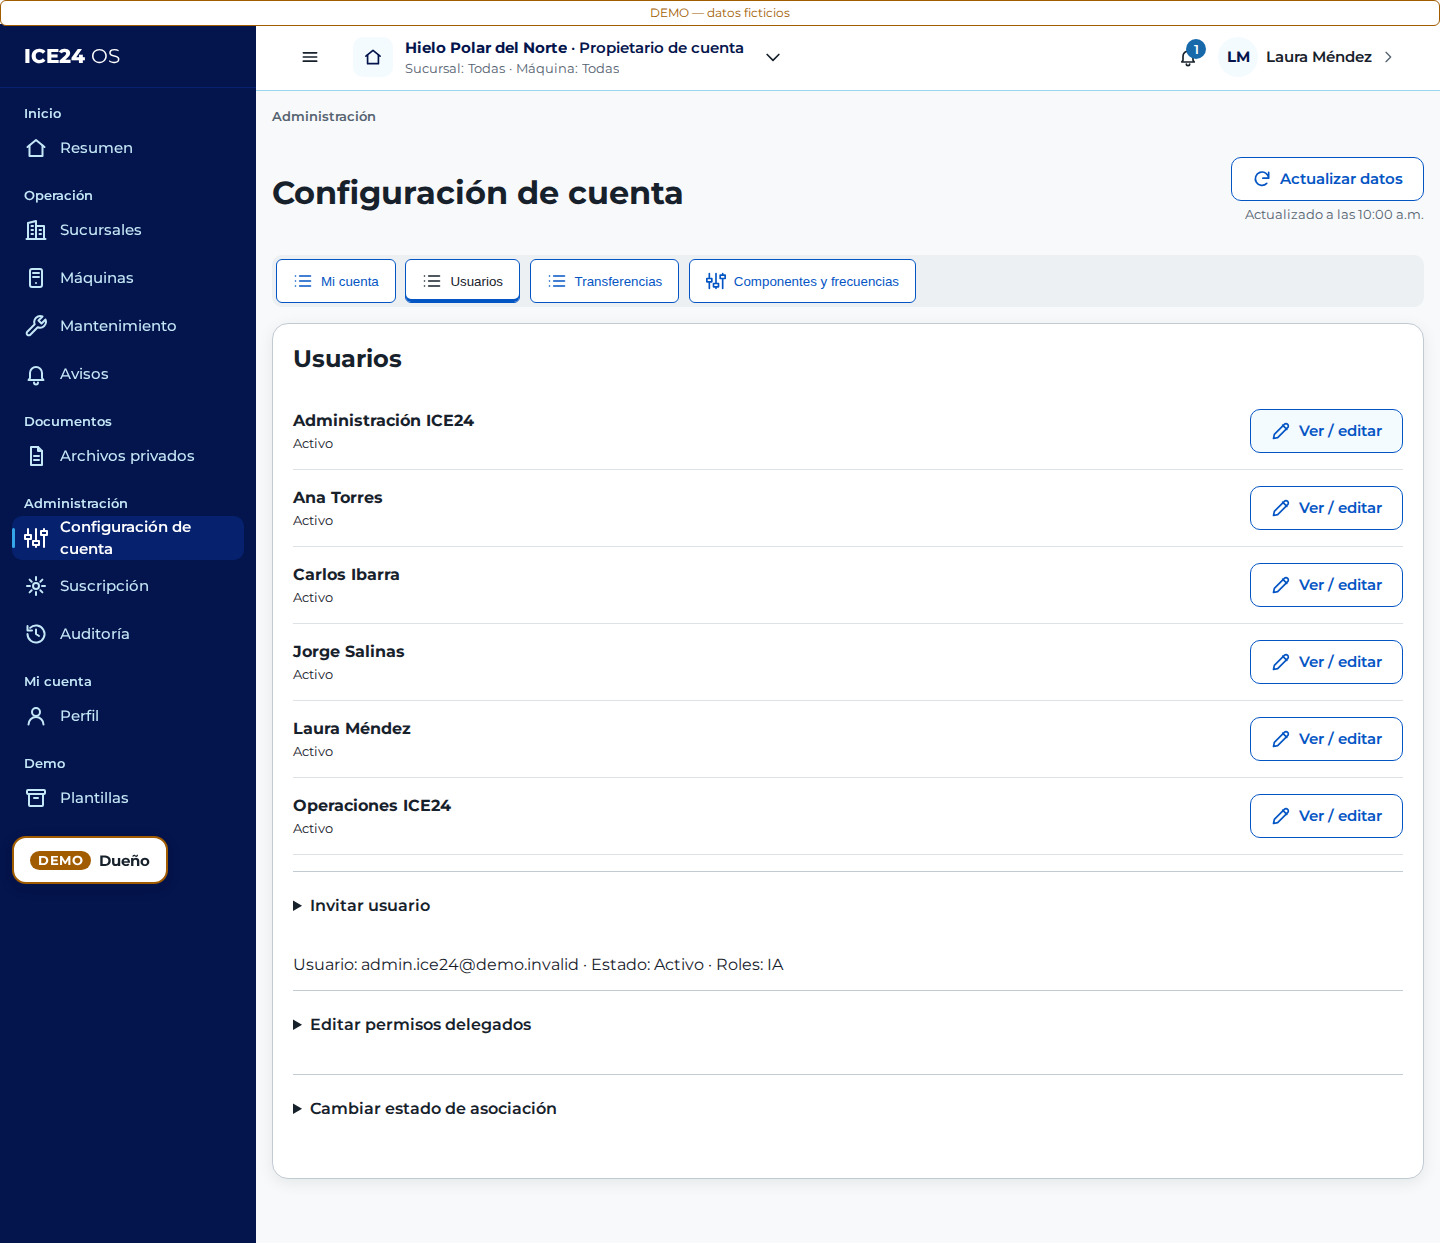 DEMO — datos ficticios
ICE24 OS
Inicio
Resumen
Operación
Sucursales
Máquinas
Mantenimiento
Avisos
Documentos
Archivos privados
Administración
Configuración de
cuenta
Suscripción
Auditoría
Mi cuenta
Perfil
Demo
Plantillas
DEMO Dueño
Hielo Polar del Norte · Propietario de cuenta
Sucursal: Todas · Máquina: Todas
1
LM Laura Méndez
Administración
Configuración de cuenta
Actualizar datos
Actualizado a las 10:00 a.m.
Mi cuenta
Usuarios
Transferencias
Componentes y frecuencias
Usuarios
Administración ICE24
Activo
Ver / editar
Ana Torres
Activo
Ver / editar
Carlos Ibarra
Activo
Ver / editar
Jorge Salinas
Activo
Ver / editar
Laura Méndez
Activo
Ver / editar
Operaciones ICE24
Activo
Ver / editar
Invitar usuario
Usuario: admin.ice24@demo.invalid · Estado: Activo · Roles: IA
Editar permisos delegados
Cambiar estado de asociación